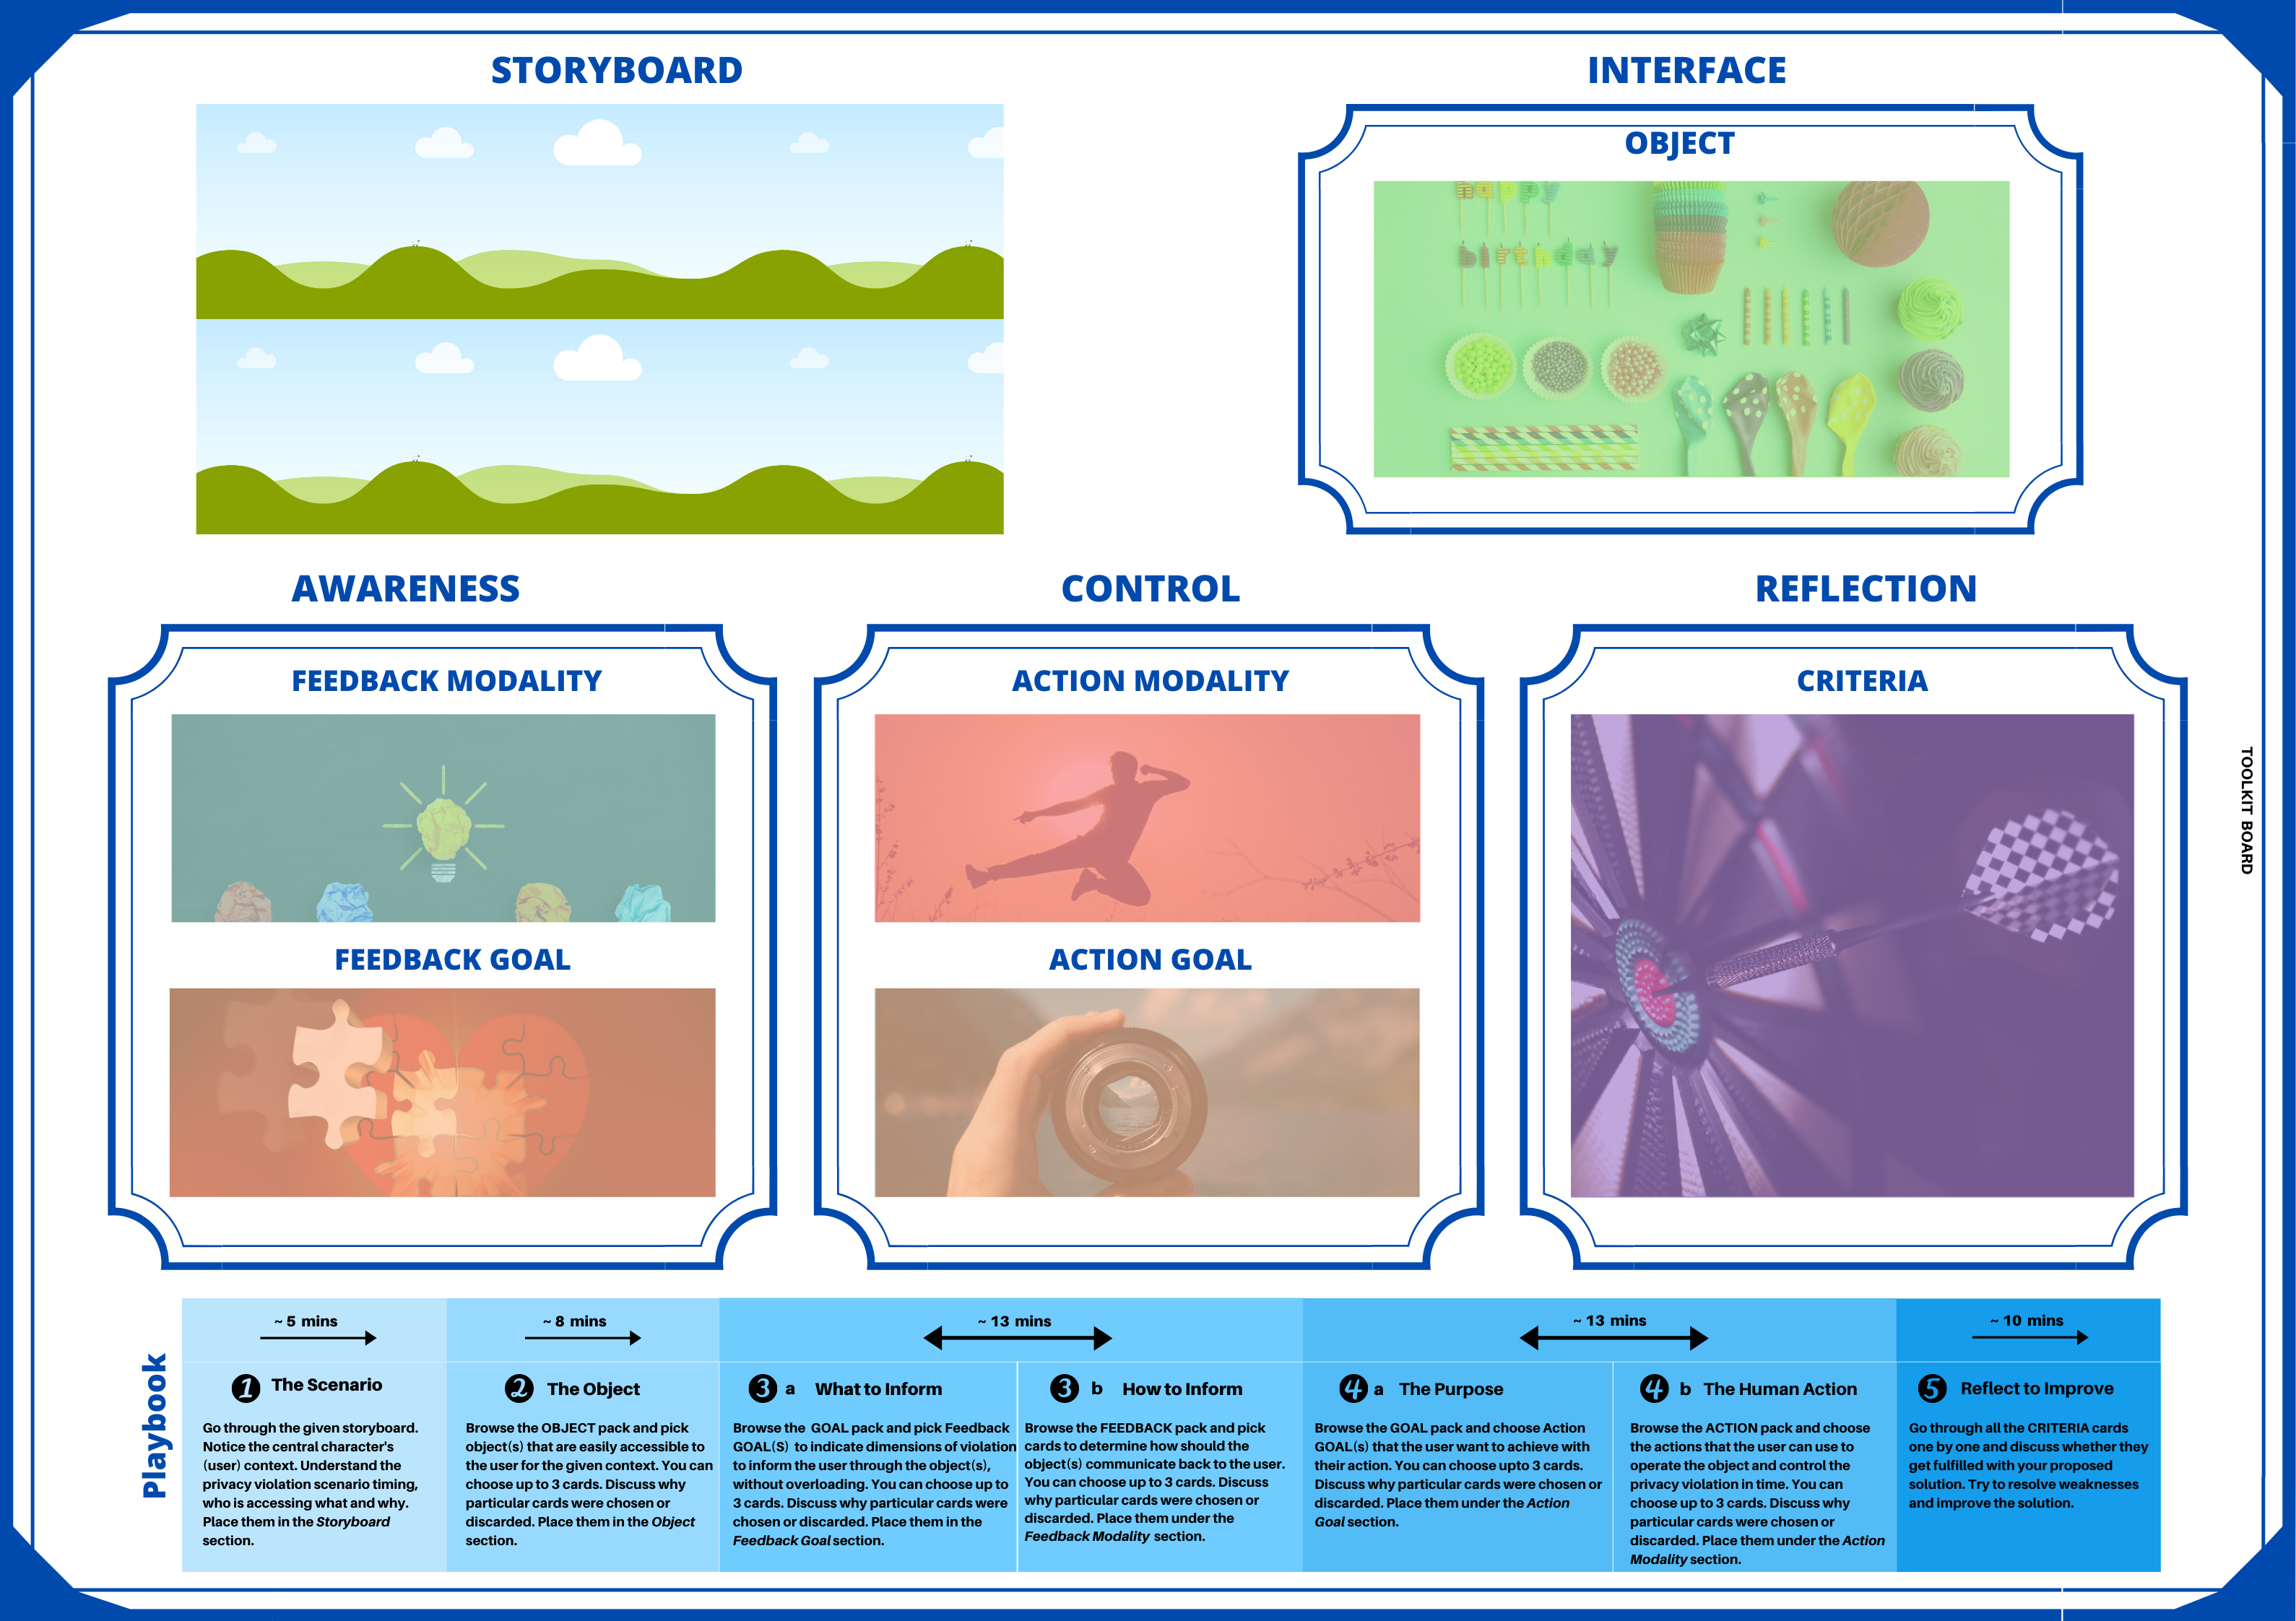 STORYBOARD
INTERFACE
OBJECT
happy
birthday
AWARENESS
CONTROL
REFLECTION
FEEDBACK MODALITY
FEEDBACK GOAL
ACTION MODALITY
ACTION GOAL
CRITERIA
TOOLKIT BOARD
Playbook
~ 5 mins
1 The Scenario
Go through the given storyboard.
Notice the central character's
(user) context. Understand the
privacy violation scenario timing,
who is accessing what and why.
Place them in the Storyboard
section.
~ 8 mins
2 The Object
Browse the OBJECT pack and pick
object(s) that are easily accessible to
the user for the given context. You can
choose up to 3 cards. Discuss why
particular cards were chosen or
discarded. Place them in the Object
section.
~ 13 mins
3 a What to Inform
Browse the GOAL pack and pick Feedback
GOAL(S) to indicate dimensions of violation
to inform the user through the object(s),
without overloading. You can choose up to
3 cards. Discuss why particular cards were
chosen or discarded. Place them in the
Feedback Goal section.
3 b How to Inform
Browse the FEEDBACK pack and pick
cards to determine how should the
object(s) communicate back to the user.
You can choose up to 3 cards. Discuss
why particular cards were chosen or
discarded. Place them under the
Feedback Modality section.
~ 13 mins
4 a The Purpose
Browse the GOAL pack and choose Action
GOAL(s) that the user want to achieve with
their action. You can choose upto 3 cards.
Discuss why particular cards were chosen or
discarded. Place them under the Action
Goal section.
4 b The Human Action
Browse the ACTION pack and choose
the actions that the user can use to
operate the object and control the
privacy violation in time. You can
choose up to 3 cards. Discuss why
particular cards were chosen or
discarded. Place them under the Action
Modality section.
~ 10 mins
5 Reflect to Improve
Go through all the CRITERIA cards
one by one and discuss whether they
get fulfilled with your proposed
solution. Try to resolve weaknesses
and improve the solution.